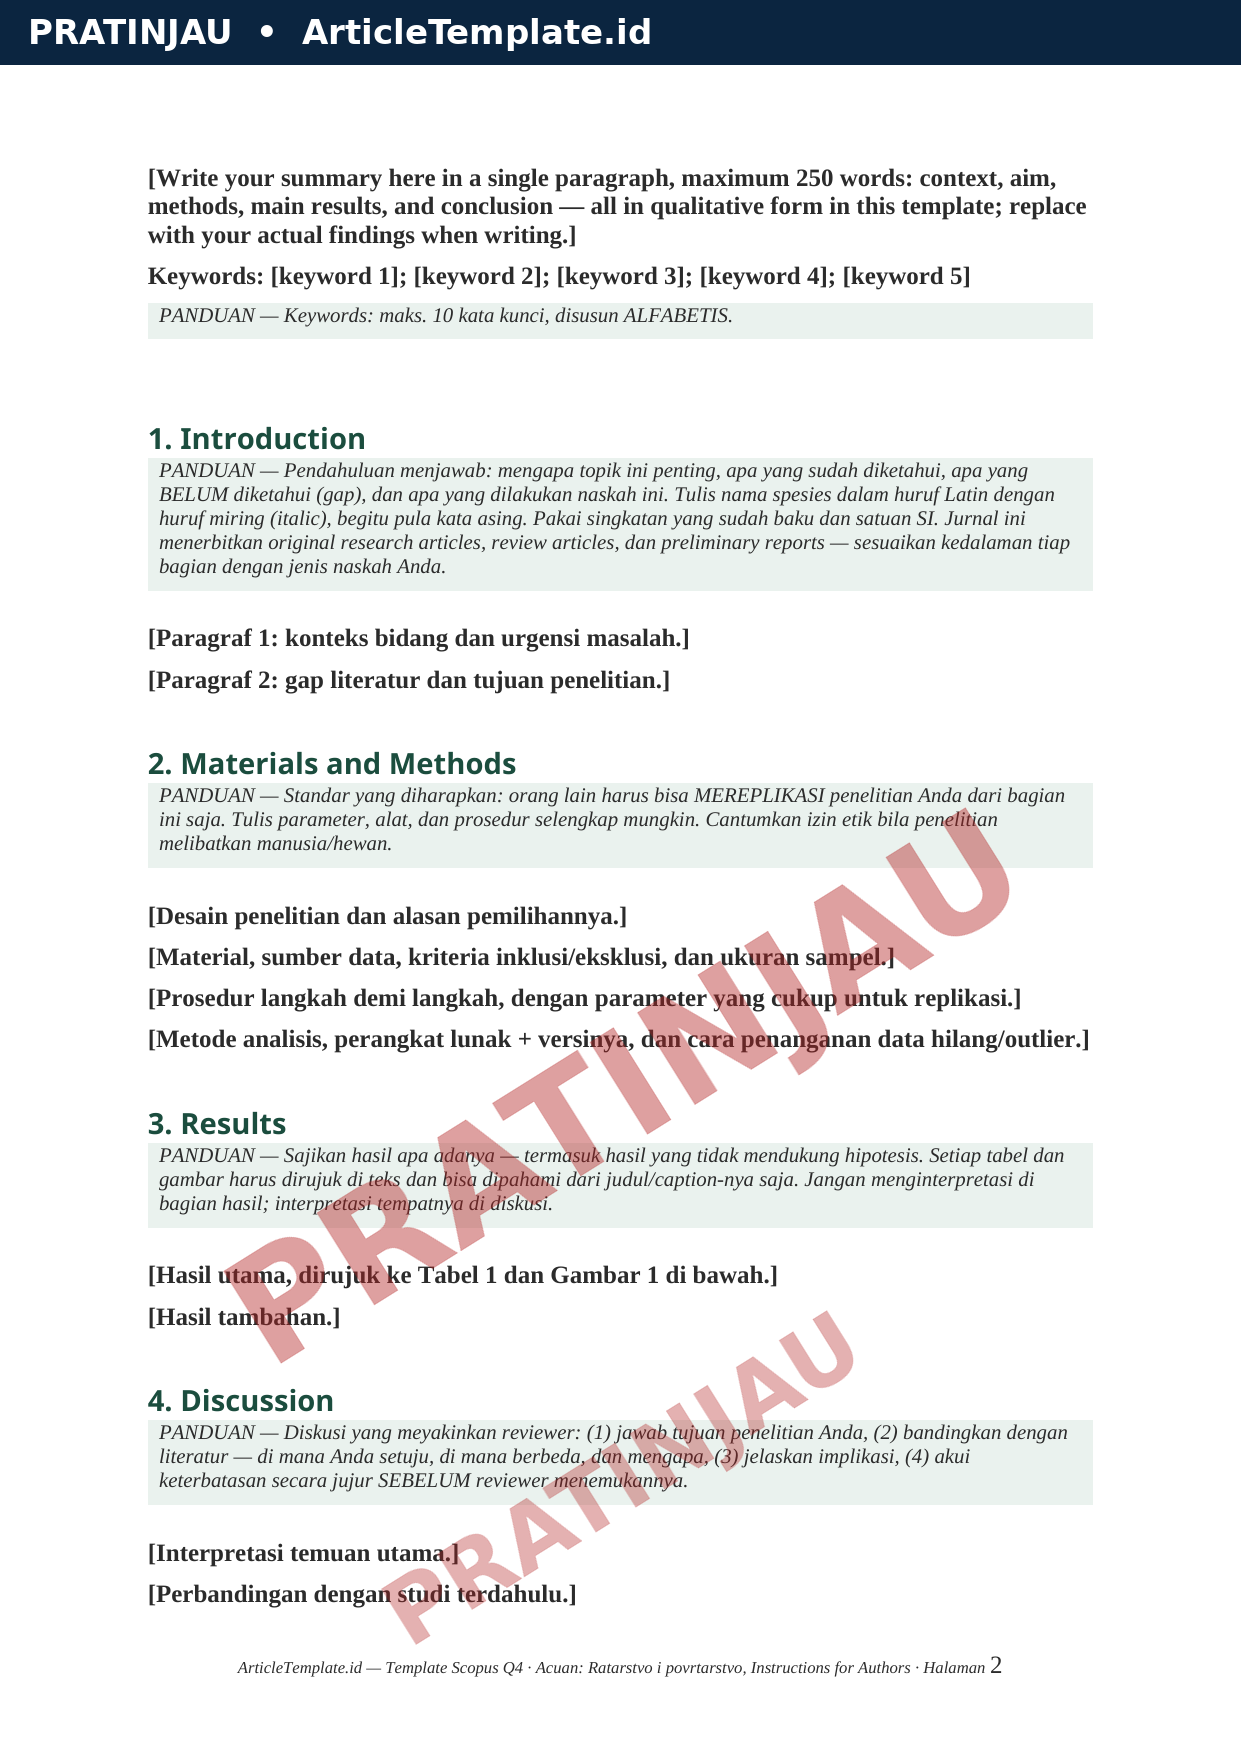 PRATINJAU • ArticleTemplate.id
[Write your summary here in a single paragraph, maximum 250 words: context, aim,
methods, main results, and conclusion — all in qualitative form in this template; replace
with your actual findings when writing.]
Keywords: [keyword 1]; [keyword 2]; [keyword 3]; [keyword 4]; [keyword 5]
PANDUAN — Keywords: maks. 10 kata kunci, disusun ALFABETIS.
1. Introduction
PANDUAN — Pendahuluan menjawab: mengapa topik ini penting, apa yang sudah diketahui, apa yang
BELUM diketahui (gap), dan apa yang dilakukan naskah ini. Tulis nama spesies dalam huruf Latin dengan
huruf miring (italic), begitu pula kata asing. Pakai singkatan yang sudah baku dan satuan SI. Jurnal ini
menerbitkan original research articles, review articles, dan preliminary reports — sesuaikan kedalaman tiap
bagian dengan jenis naskah Anda.
[Paragraf 1: konteks bidang dan urgensi masalah.]
[Paragraf 2: gap literatur dan tujuan penelitian.]
2. Materials and Methods
PANDUAN — Standar yang diharapkan: orang lain harus bisa MEREPLIKASI penelitian Anda dari bagian
ini saja. Tulis parameter, alat, dan prosedur selengkap mungkin. Cantumkan izin etik bila penelitian
melibatkan manusia/hewan.
[Desain penelitian dan alasan pemilihannya.]
[Material, sumber data, kriteria inklusi/eksklusi, dan ukuran sampel.]
[Prosedur langkah demi langkah, dengan parameter yang cukup untuk replikasi.]
[Metode analisis, perangkat lunak + versinya, dan cara penanganan data hilang/outlier.]
3. Results
PANDUAN — Sajikan hasil apa adanya — termasuk hasil yang tidak mendukung hipotesis. Setiap tabel dan
gambar harus dirujuk di teks dan bisa dipahami dari judul/caption-nya saja. Jangan menginterpretasi di
bagian hasil; interpretasi tempatnya di diskusi.
[Hasil utama, dirujuk ke Tabel 1 dan Gambar 1 di bawah.]
[Hasil tambahan.]
4. Discussion
PANDUAN — Diskusi yang meyakinkan reviewer: (1) jawab tujuan penelitian Anda, (2) bandingkan dengan
literatur — di mana Anda setuju, di mana berbeda, dan mengapa, (3) jelaskan implikasi, (4) akui
keterbatasan secara jujur SEBELUM reviewer menemukannya.
[Interpretasi temuan utama.]
[Perbandingan dengan studi terdahulu.]
PRATINJAU
PRATINJAU
ArticleTemplate.id — Template Scopus Q4 · Acuan: Ratarstvo i povrtarstvo, Instructions for Authors · Halaman 2